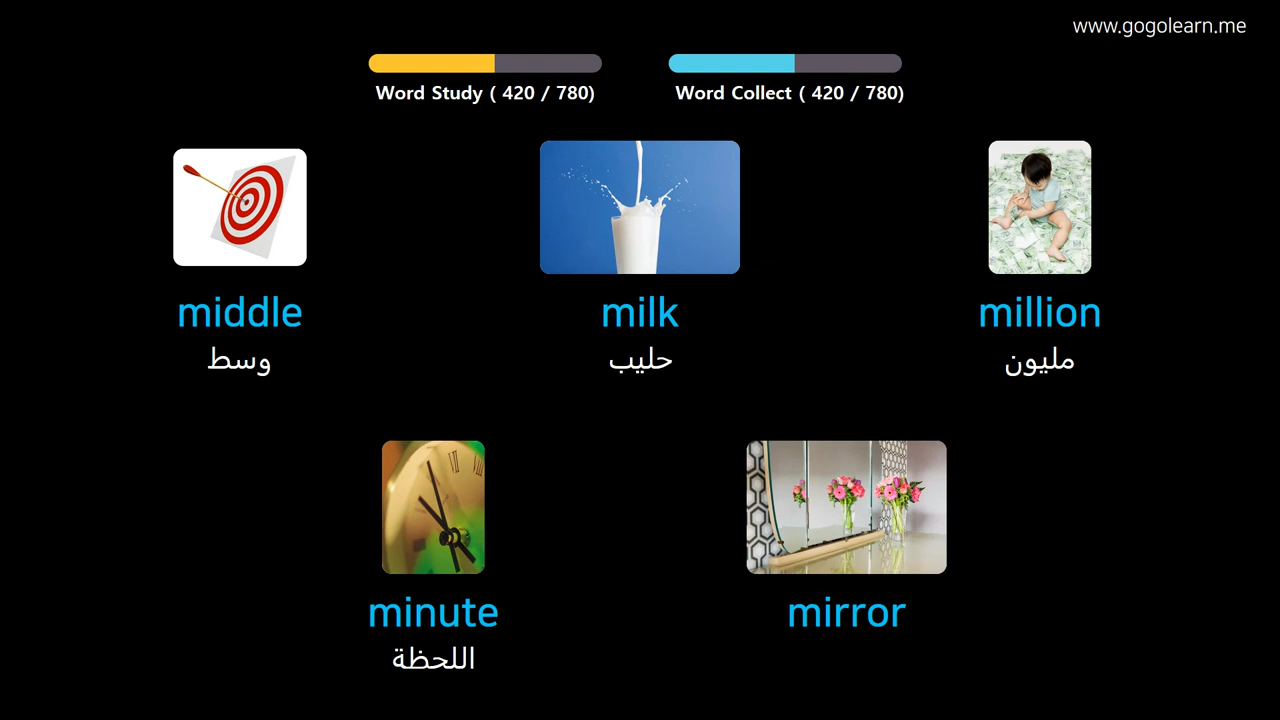 www.gogolearn.me
Word Study ( 420 / 780)
Word Collect ( 420 / 780)
middle
وسط
milk
حليب
million
مليون
minute
اللحظة
mirror